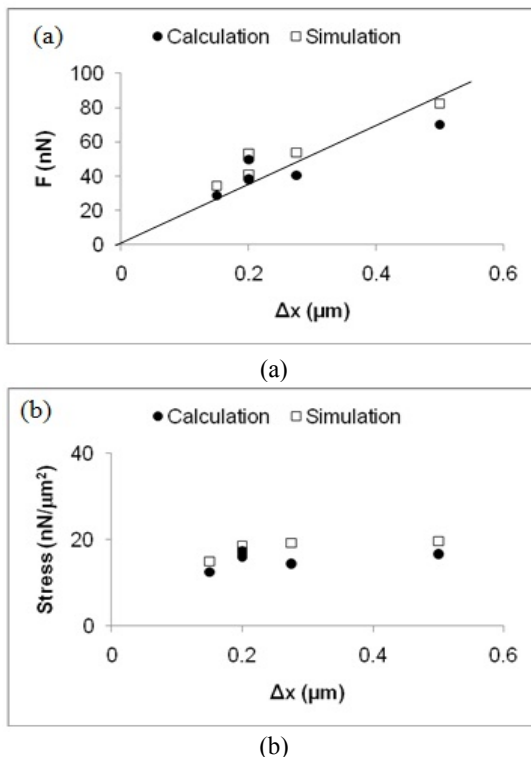 (a)
● Calculation □ Simulation
F (nN)
100
80
60
40
20
0
0 0.2 0.4 0.6
Δx (μm)
(a)
(b)
● Calculation □ Simulation
Stress (nN/μm²)
40
20
0
0 0.2 0.4 0.6
Δx (μm)
(b)